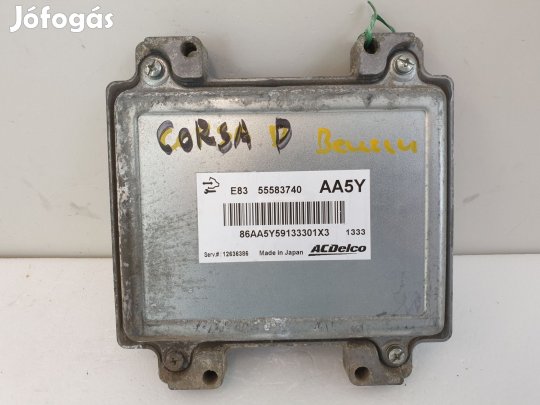 Jófogás
CORSA D
E83 55583740 AA5Y
86AA5Y59133301X3 1333
Serv.#: 12636386 Made in Japan ACDelco